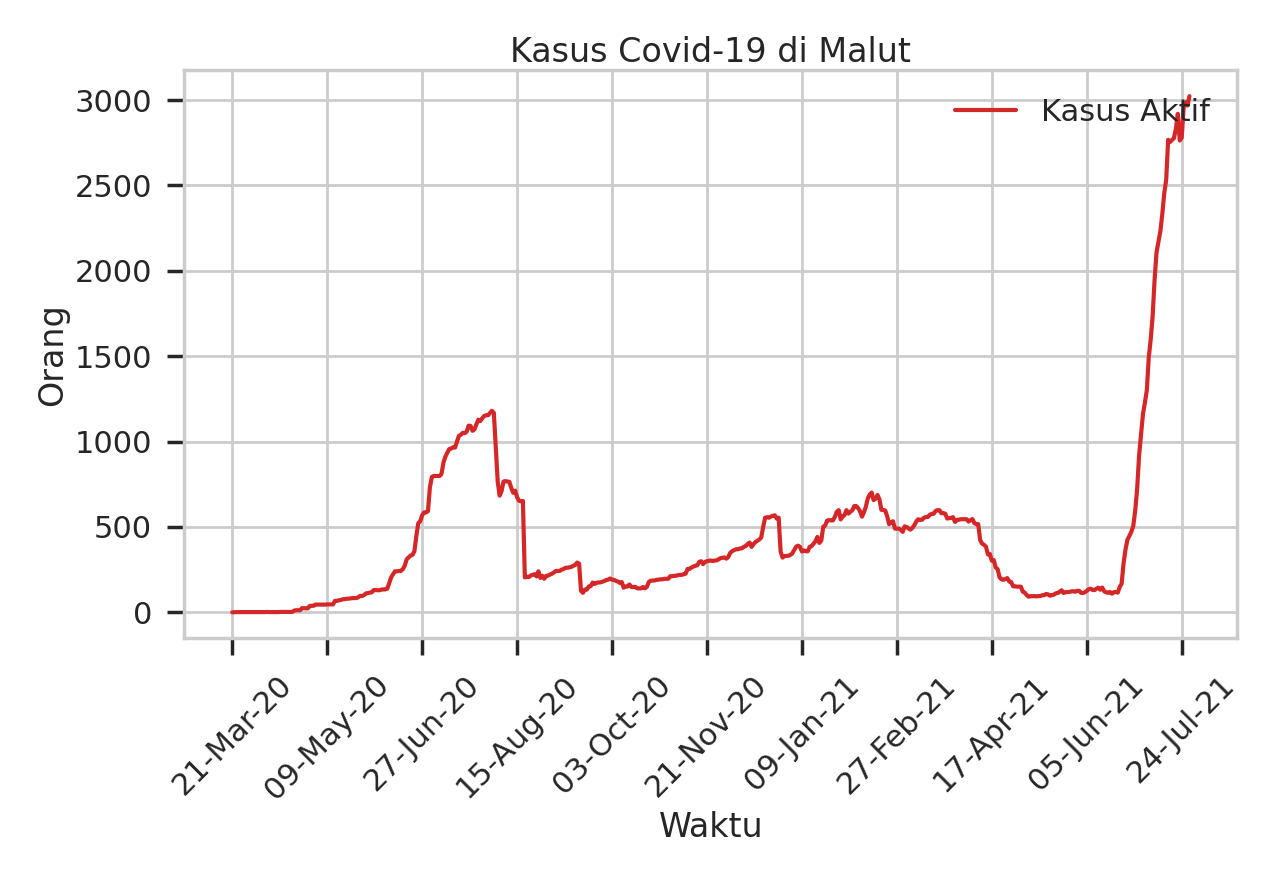 Kasus Covid-19 di Malut
Kasus Aktif
3000
2500
2000
1500
1000
500
0
Orang
21-Mar-20
09-May-20
27-Jun-20
15-Aug-20
03-Oct-20
21-Nov-20
09-Jan-21
27-Feb-21
17-Apr-21
05-Jun-21
24-Jul-21
Waktu